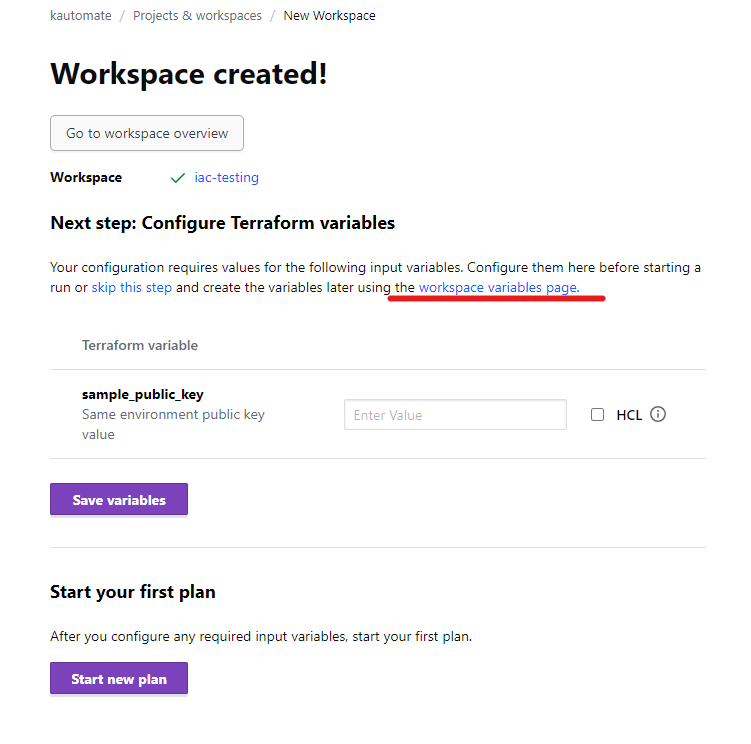 kautomate / Projects & workspaces / New Workspace
Workspace created!
Go to workspace overview
Workspace iac-testing
Next step: Configure Terraform variables
Your configuration requires values for the following input variables. Configure them here before starting a
run or skip this step and create the variables later using the workspace variables page.
Terraform variable
sample_public_key
Same environment public key
value
Enter Value
HCL
Save variables
Start your first plan
After you configure any required input variables, start your first plan.
Start new plan